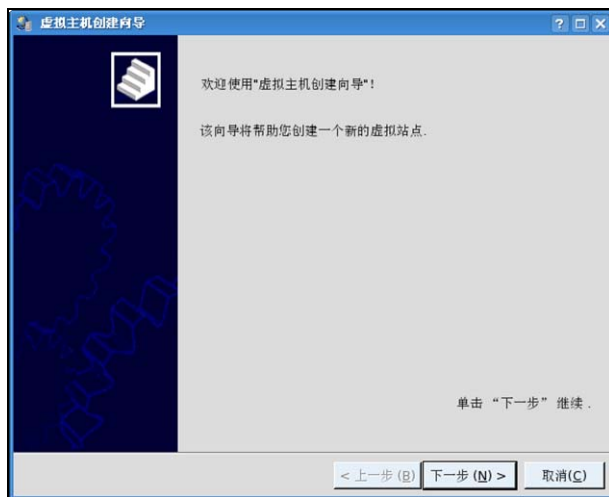 虚拟主机创建向导
欢迎使用"虚拟主机创建向导"!
该向导将帮助您创建一个新的虚拟站点.
单击 “下一步” 继续 .
< 上一步 (B) 下一步 (N) > 取消(C)